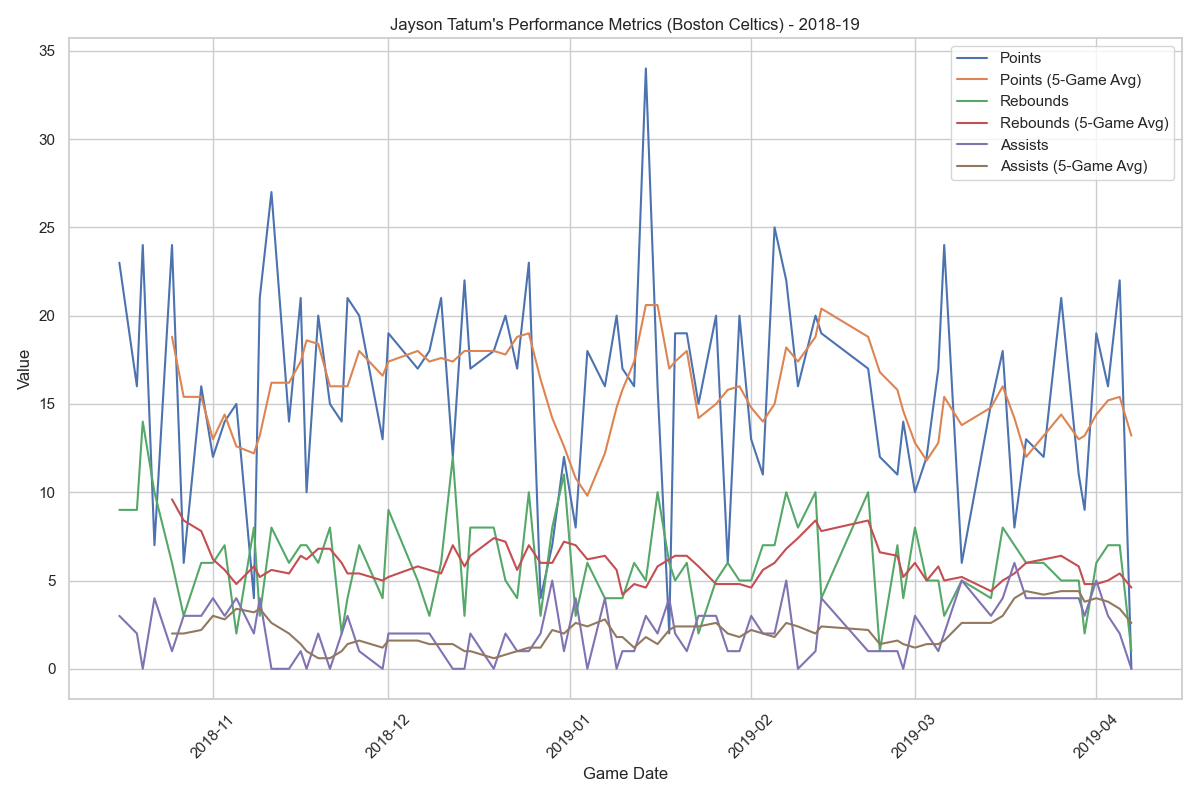 Jayson Tatum's Performance Metrics (Boston Celtics) - 2018-19
35
30
25
20
15
10
5
0
Value
Points
Points (5-Game Avg)
Rebounds
Rebounds (5-Game Avg)
Assists
Assists (5-Game Avg)
2018-11
2018-12
2019-01
2019-02
2019-03
2019-04
Game Date